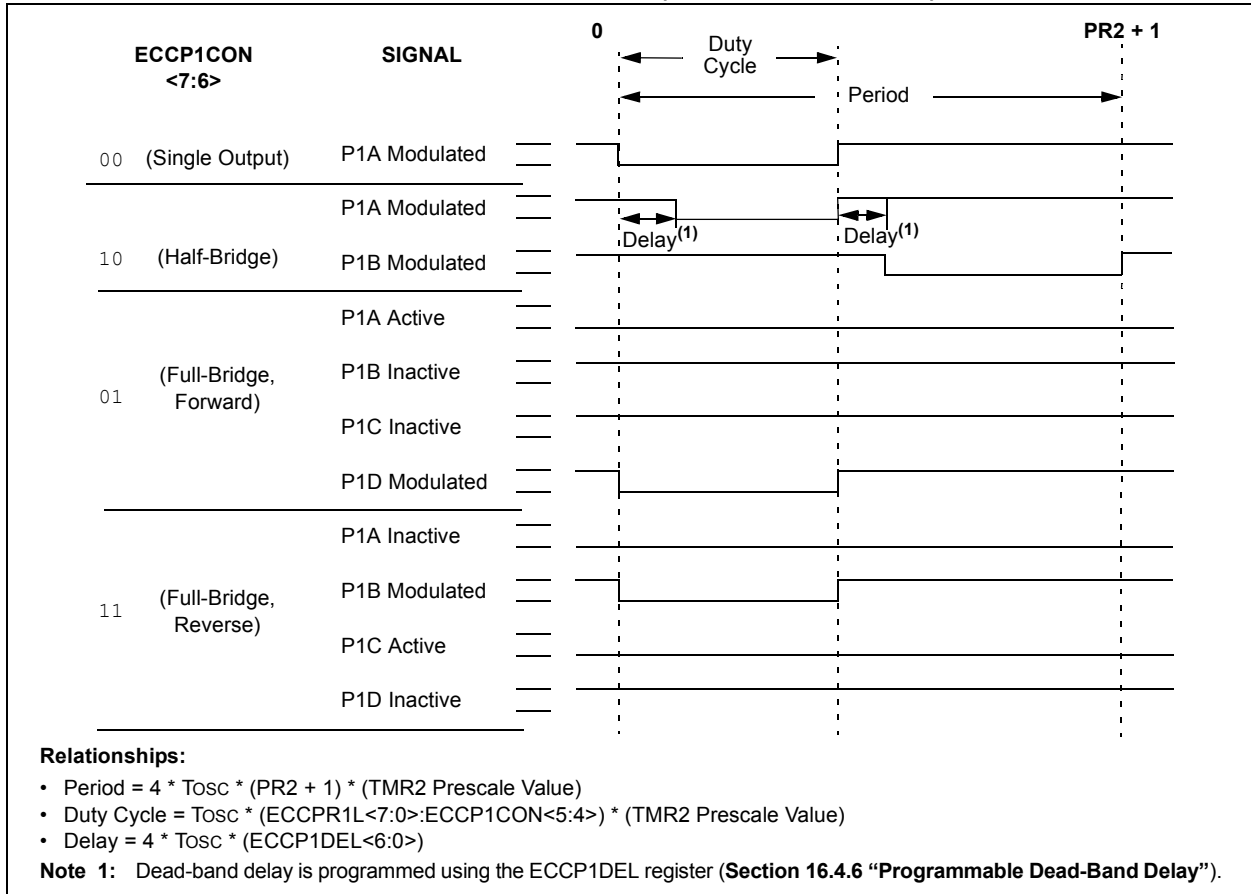 0
PR2 + 1
ECCP1CON
<7:6>
SIGNAL
Duty
Cycle
Period
00 (Single Output) P1A Modulated
P1A Modulated
Delay(1) Delay(1)
10 (Half-Bridge) P1B Modulated
P1A Active
01 (Full-Bridge,
Forward)
P1B Inactive
P1C Inactive
P1D Modulated
P1A Inactive
11 (Full-Bridge,
Reverse)
P1B Modulated
P1C Active
P1D Inactive
Relationships:
• Period = 4 * TOSC * (PR2 + 1) * (TMR2 Prescale Value)
• Duty Cycle = TOSC * (ECCPR1L<7:0>:ECCP1CON<5:4>) * (TMR2 Prescale Value)
• Delay = 4 * TOSC * (ECCP1DEL<6:0>)
Note 1: Dead-band delay is programmed using the ECCP1DEL register (Section 16.4.6 “Programmable Dead-Band Delay”).